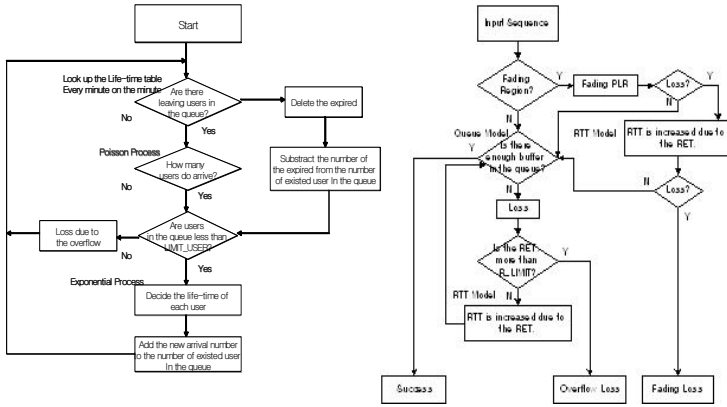 Start
Look up the Life-time table
Every minute on the minute
Are there
leaving users in
the queue?
No
Yes
Delete the expired
Poisson Process
How many
users do arrive?
No
Yes
Substract the number of
the expired from the number
of existed user In the queue
Are users
in the queue less than
LIMIT_USER?
Loss due to
the overflow
No
Yes
Exponential Process
Decide the life-time of
each user
Add the new arrival number
to the number of existed user
In the queue
Input Sequence
Fading
Region?
Y
Fading PLR
Loss?
Y
N
N
Queue Model
RTT Model
RTT is increased due to
the RET.
Is there
enough buffer
in the queue?
Y
N
Loss?
N
Y
Loss
Is the RET
more than
R_LIMIT?
Y
N
RTT Model
RTT is increased due to
the RET.
Success
Overflow Loss
Fading Loss